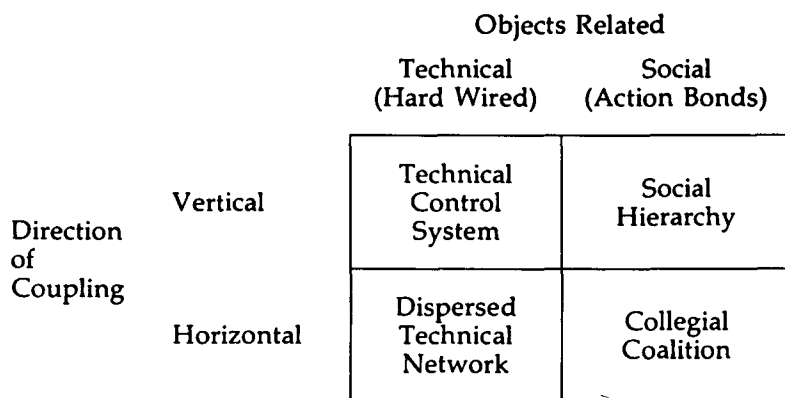 Objects Related
Technical
(Hard Wired)
Social
(Action Bonds)
Direction
of
Coupling
Vertical
Technical
Control
System
Social
Hierarchy
Horizontal
Dispersed
Technical
Network
Collegial
Coalition